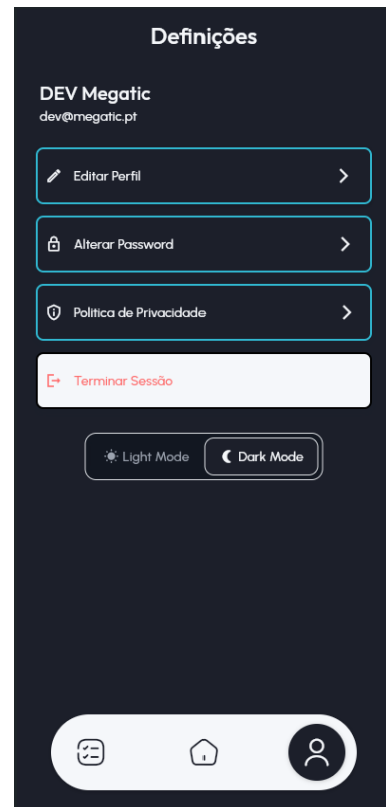 Definições
DEV Megatic
dev@megatic.pt
Editar Perfil
Alterar Password
Politica de Privacidade
Terminar Sessão
Light Mode
Dark Mode